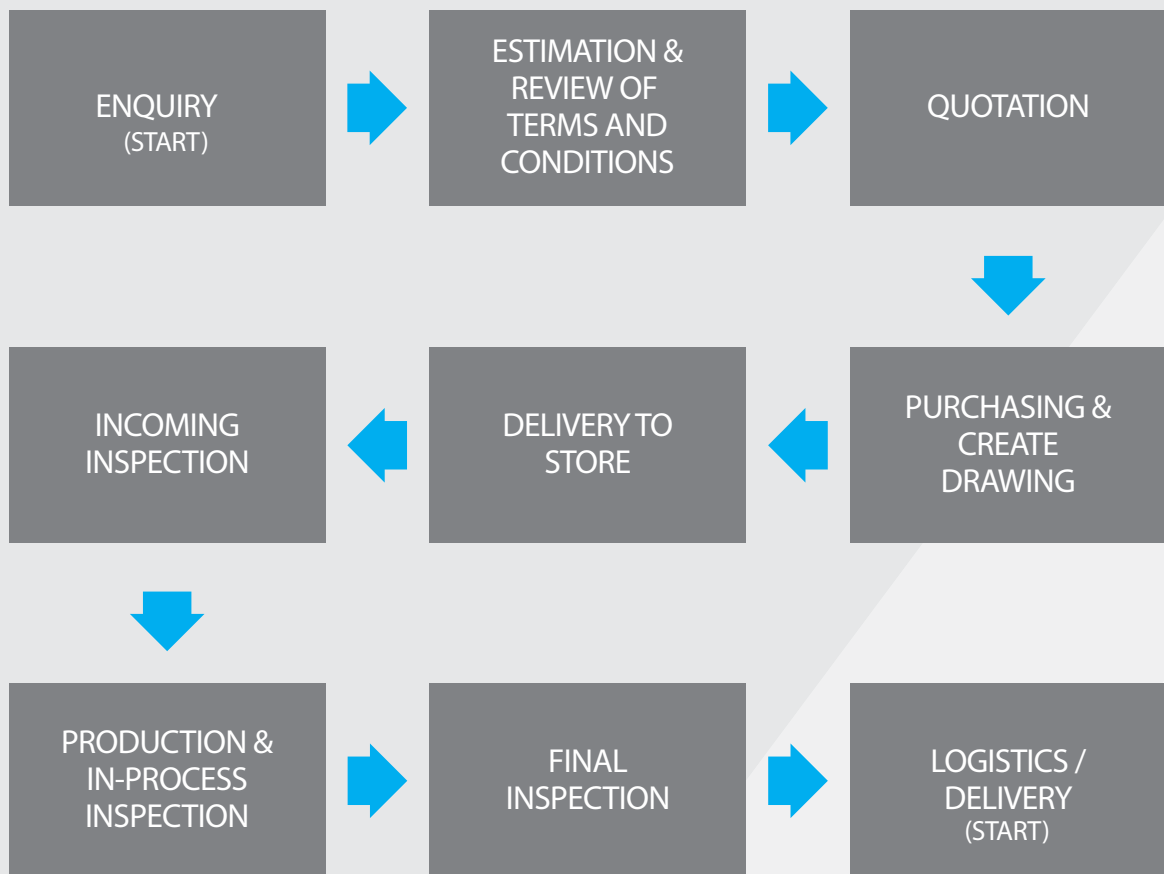 ENQUIRY
(START)
ESTIMATION &
REVIEW OF
TERMS AND
CONDITIONS
QUOTATION
PURCHASING &
CREATE
DRAWING
DELIVERY TO
STORE
INCOMING
INSPECTION
PRODUCTION &
IN-PROCESS
INSPECTION
FINAL
INSPECTION
LOGISTICS /
DELIVERY
(START)